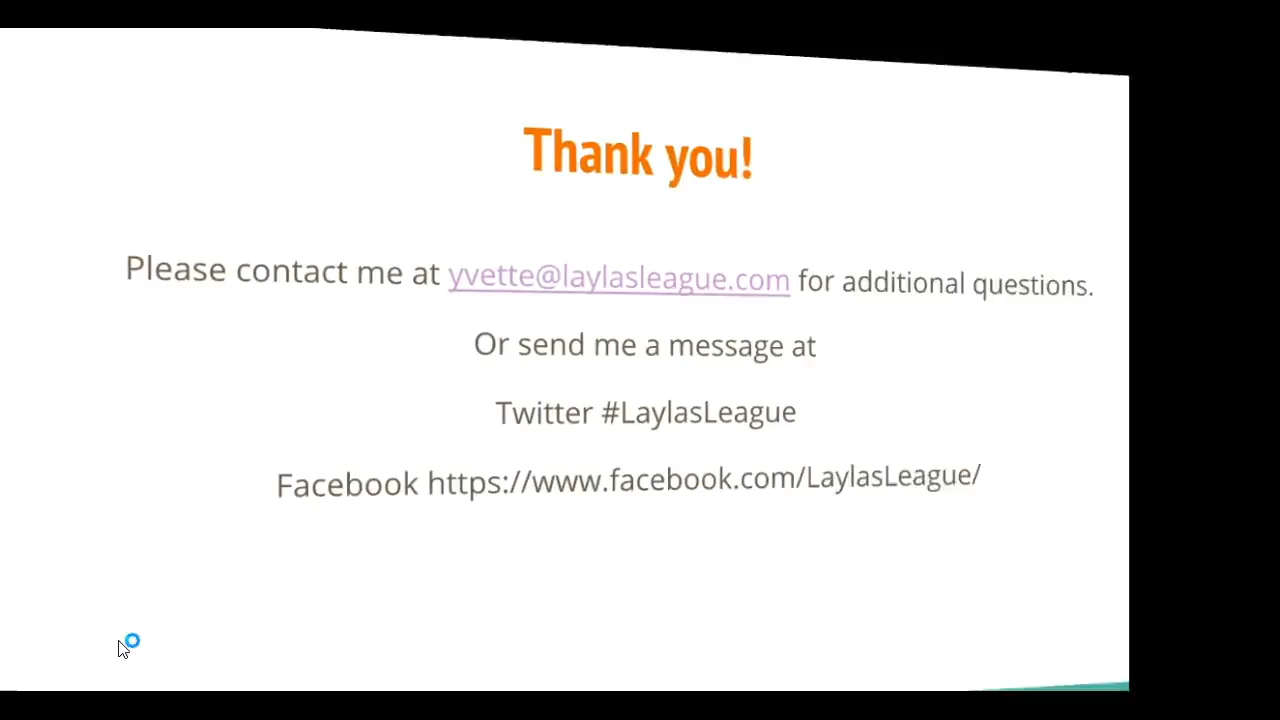 Thank you!
Please contact me at yvette@laylasleague.com for additional questions.
Or send me a message at
Twitter #LaylasLeague
Facebook https://www.facebook.com/LaylasLeague/